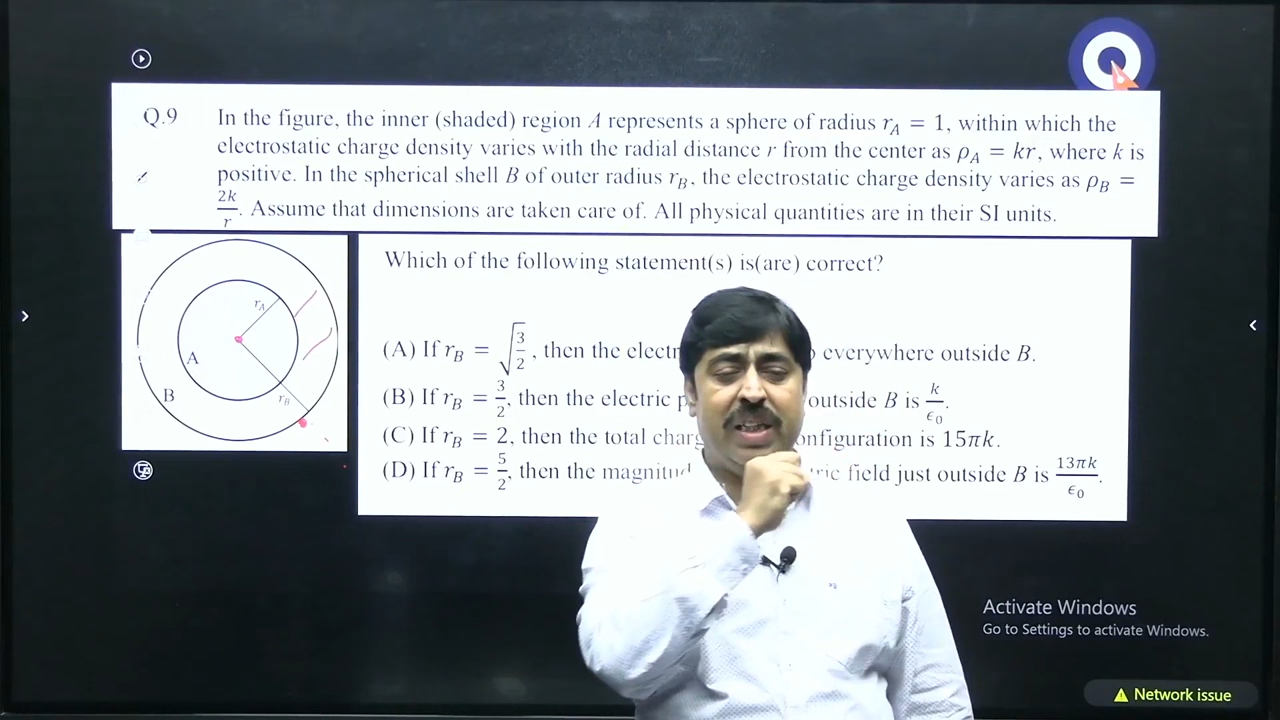 Q.9 In the figure, the inner (shaded) region A represents a sphere of radius r_A = 1, within which the
electrostatic charge density varies with the radial distance r from the center as ρ_A = kr, where k is
positive. In the spherical shell B of outer radius r_B, the electrostatic charge density varies as ρ_B =
2k/r. Assume that dimensions are taken care of. All physical quantities are in their SI units.
r_A
A
B
r_B
Which of the following statement(s) is(are) correct?
(A) If r_B = √(3/2), then the everywhere outside B.
(B) If r_B = 3/2, then the electric outside B is k/ϵ₀.
(C) If r_B = 2, then the total configuration is 15πk.
(D) If r_B = 5/2, then the field just outside B is 13πk/ϵ₀.
Activate Windows
Go to Settings to activate Windows.
Network issue